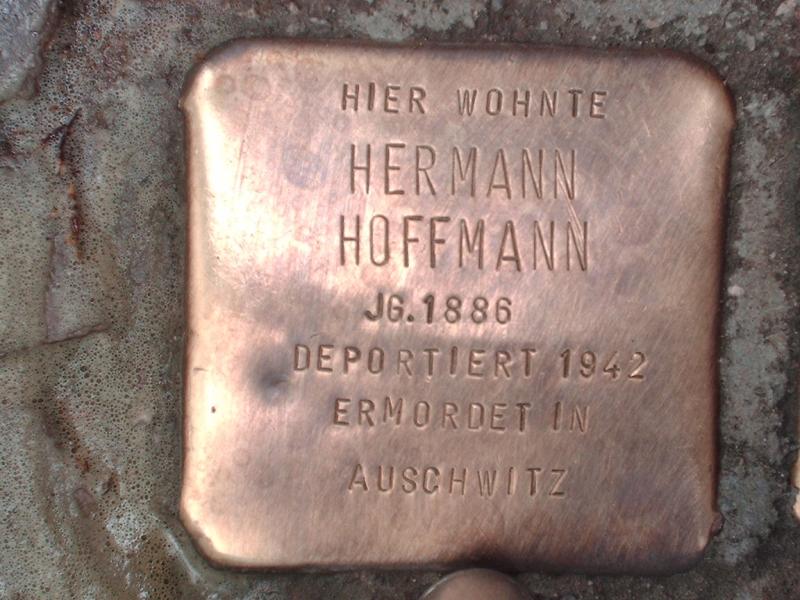 HIER WOHNTE
HERMANN
HOFFMANN
JG. 1886
DEPORTIERT 1942
ERMORDET IN
AUSCHWITZ